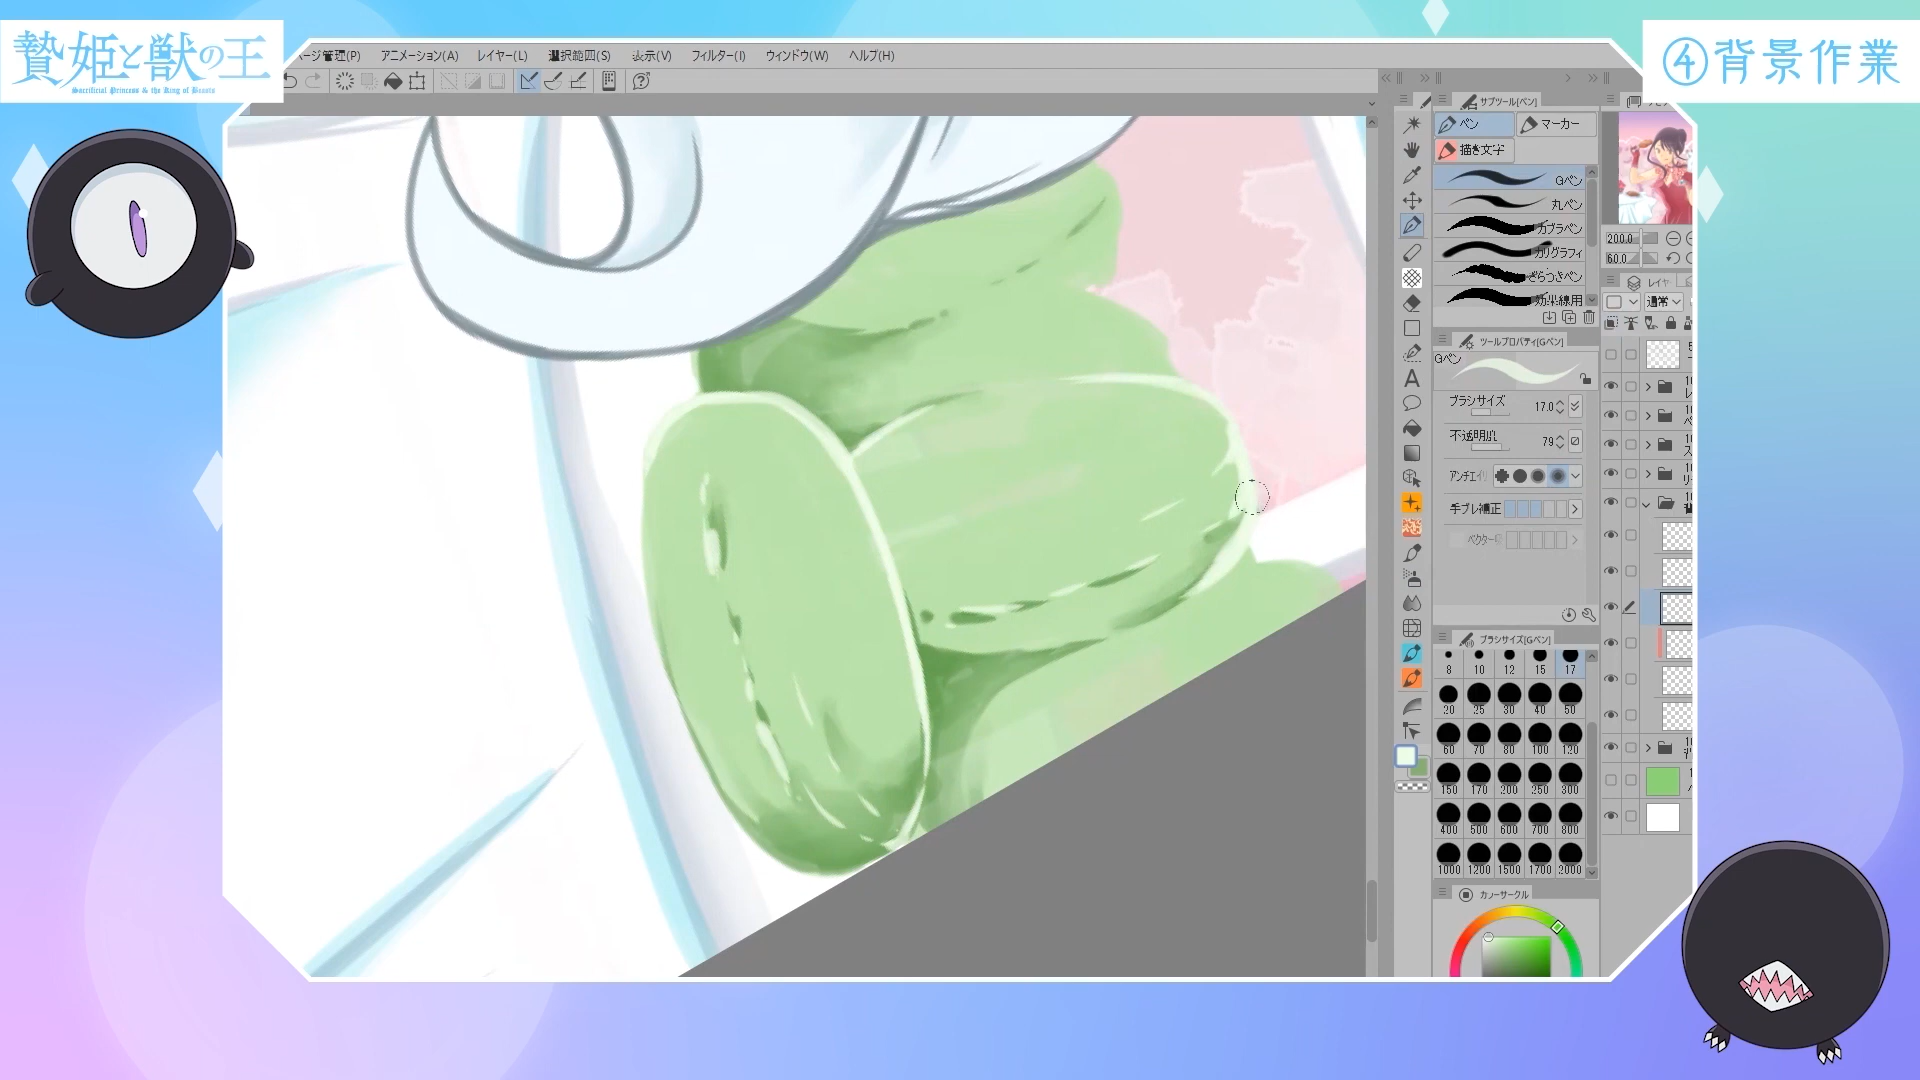 贄姫と獣の王
Sacrificial Princess & the King of Beasts
④背景作業
ページ管理(P) アニメーション(A) レイヤー(L) 選択範囲(S) 表示(V) フィルター(I) ウィンドウ(W) ヘルプ(H)
サブツール[ペン]
ペン マーカー
描き文字
Gペン
丸ペン
カブラペン
カリグラフィ
ざらつきペン
効果線用
ツールプロパティ[Gペン]
Gペン
ブラシサイズ 17.0
不透明度 79
アンチエイリ
手ブレ補正
ベクター
ブラシサイズ[Gペン]
8 10 12 15 17
20 25 30 40 50
60 70 80 100 120
150 170 200 250 300
400 500 600 700 800
1000 1200 1500 1700 2000
カラーサークル
200.0
60.0
レイヤ
通常